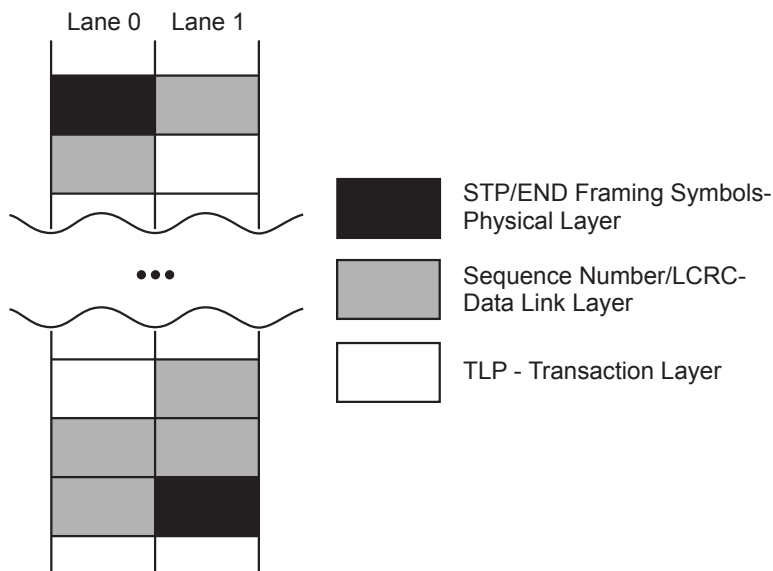 Lane 0 Lane 1
STP/END Framing Symbols-
Physical Layer
Sequence Number/LCRC-
Data Link Layer
TLP - Transaction Layer